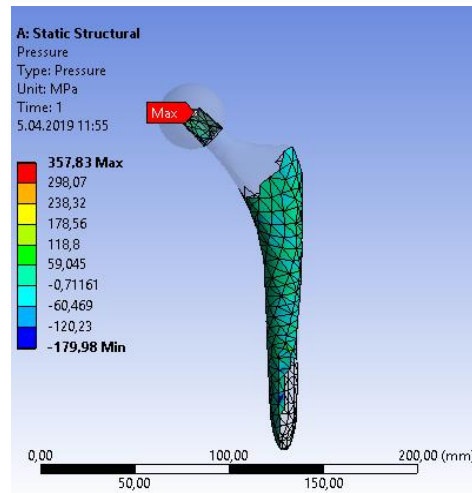 A: Static Structural
Pressure
Type: Pressure
Unit: MPa
Time: 1
5.04.2019 11:55
Max
357,83 Max
298,07
238,32
178,56
118,8
59,045
-0,71161
-60,469
-120,23
-179,98 Min
0,00 100,00 200,00 (mm)
50,00 150,00